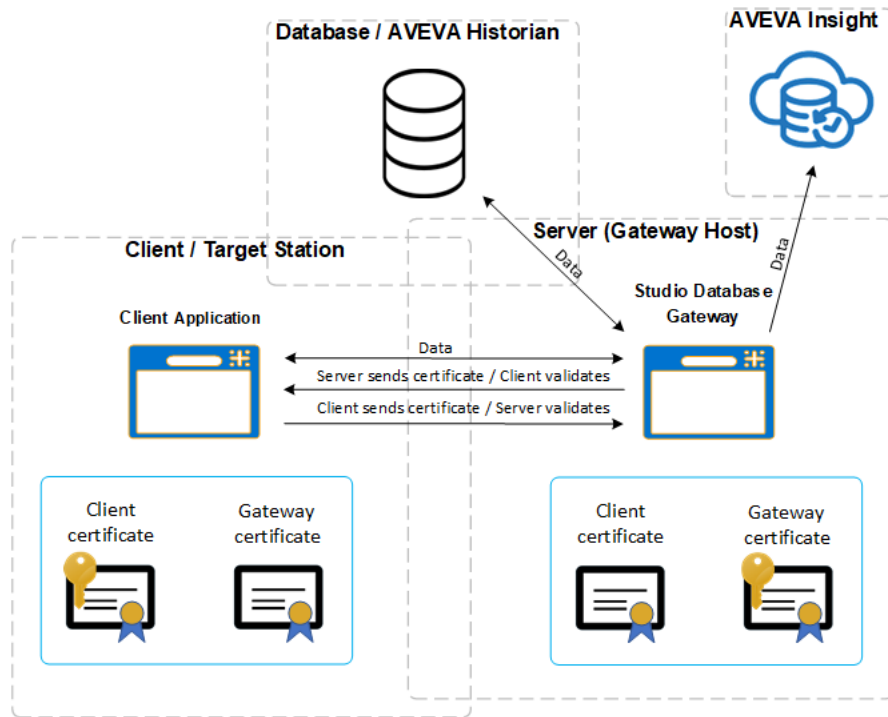 Database / AVEVA Historian
AVEVA Insight
Client / Target Station
Server (Gateway Host)
Data
Data
Client Application
Studio Database
Gateway
Data
Server sends certificate / Client validates
Client sends certificate / Server validates
Client
certificate
Gateway
certificate
Client
certificate
Gateway
certificate